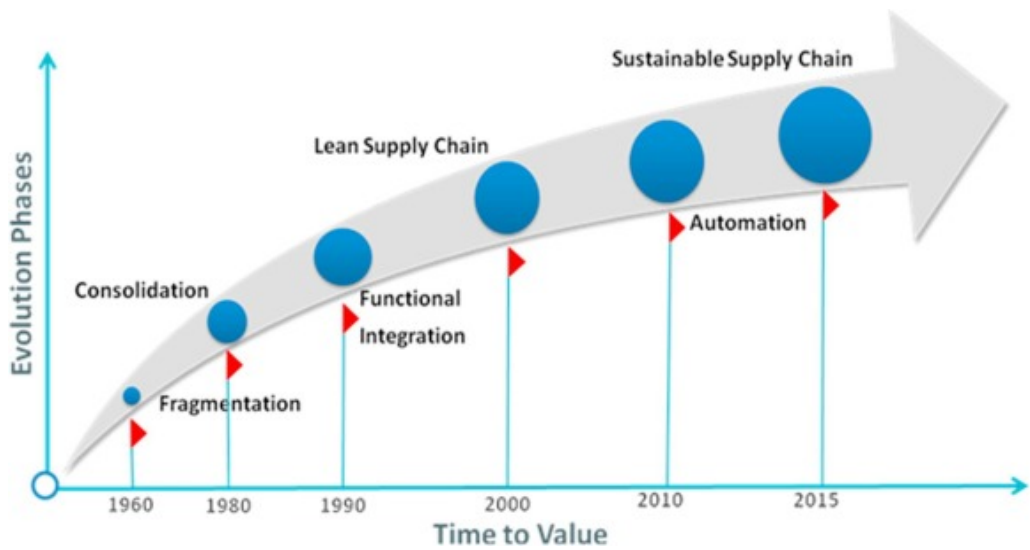 Sustainable Supply Chain
Lean Supply Chain
Automation
Consolidation
Functional
Integration
Fragmentation
Evolution Phases
1960
1980
1990
2000
2010
2015
Time to Value